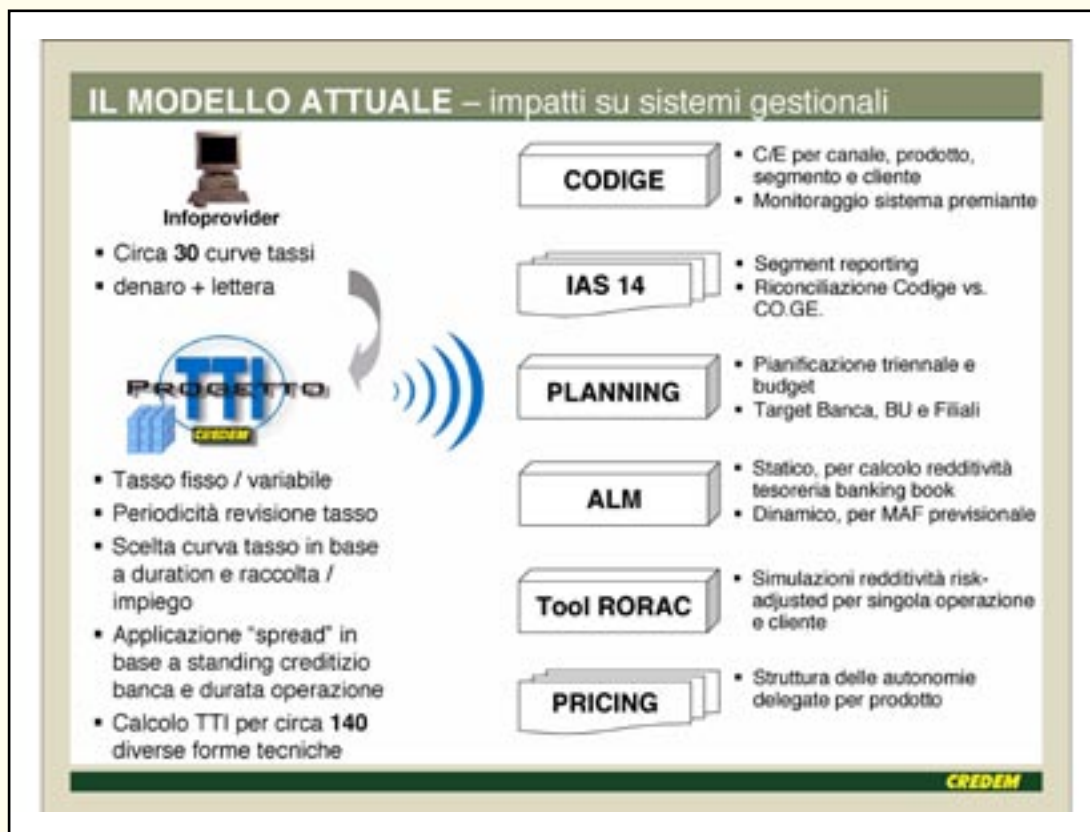 IL MODELLO ATTUALE – impatti su sistemi gestionali
Infoprovider
▪ Circa 30 curve tassi
▪ denaro + lettera
PROGETTO
TTI
CREDEM
▪ Tasso fisso / variabile
▪ Periodicità revisione tasso
▪ Scelta curva tasso in base
a duration e raccolta /
impiego
▪ Applicazione "spread" in
base a standing creditizio
banca e durata operazione
▪ Calcolo TTI per circa 140
diverse forme tecniche
CODIGE
▪ C/E per canale, prodotto,
segmento e cliente
▪ Monitoraggio sistema premiante
IAS 14
▪ Segment reporting
▪ Riconciliazione Codige vs.
CO.GE.
PLANNING
▪ Pianificazione triennale e
budget
▪ Target Banca, BU e Filiali
ALM
▪ Statico, per calcolo redditività
tesoreria banking book
▪ Dinamico, per MAF previsionale
Tool RORAC
▪ Simulazioni redditività risk-
adjusted per singola operazione
e cliente
PRICING
▪ Struttura delle autonomie
delegate per prodotto
CREDEM